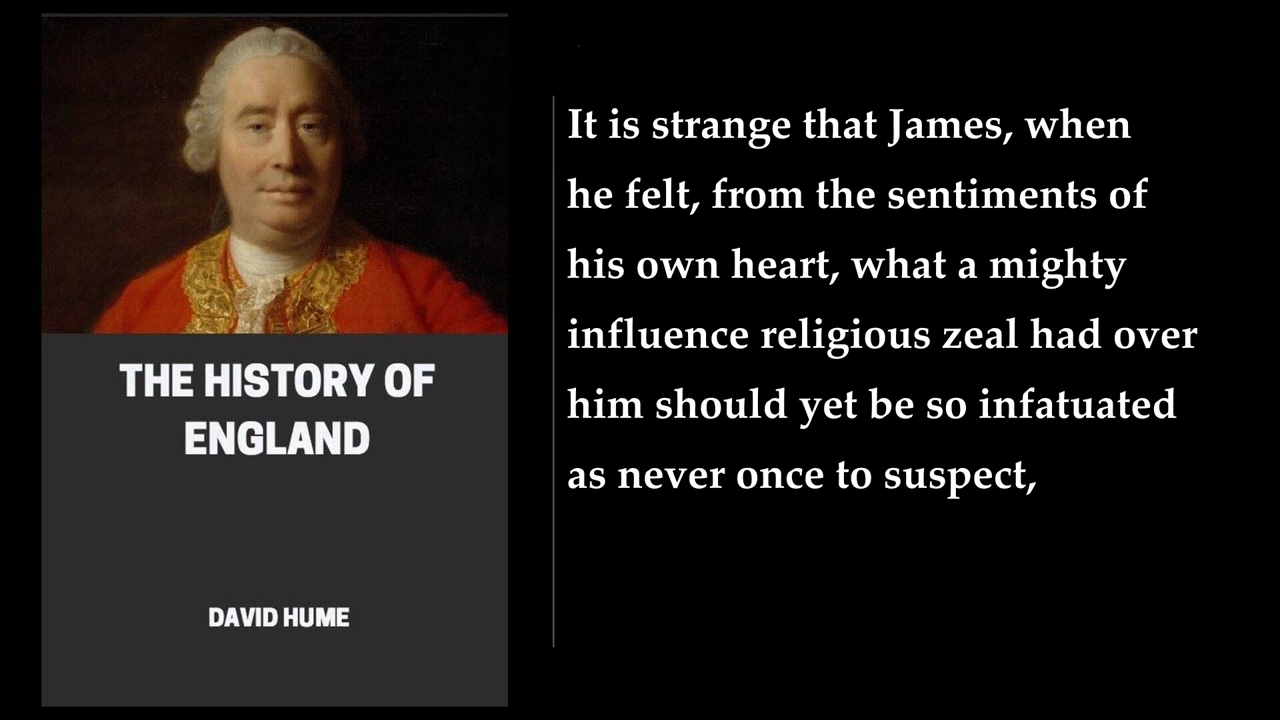 THE HISTORY OF
ENGLAND
DAVID HUME
It is strange that James, when
he felt, from the sentiments of
his own heart, what a mighty
influence religious zeal had over
him should yet be so infatuated
as never once to suspect,